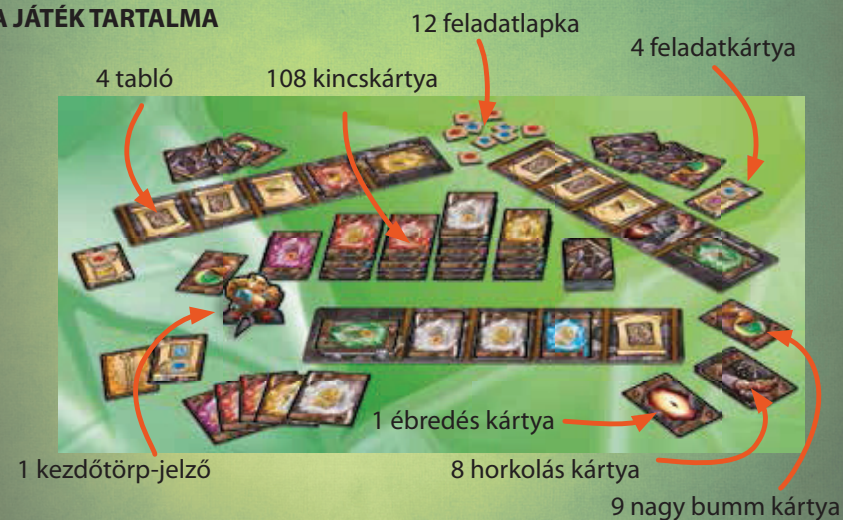 A JÁTÉK TARTALMA
12 feladatlapka
4 feladatkártya
4 tabló
108 kincskártya
1 ébredés kártya
1 kezdőtörp-jelző
8 horkolás kártya
9 nagy bumm kártya